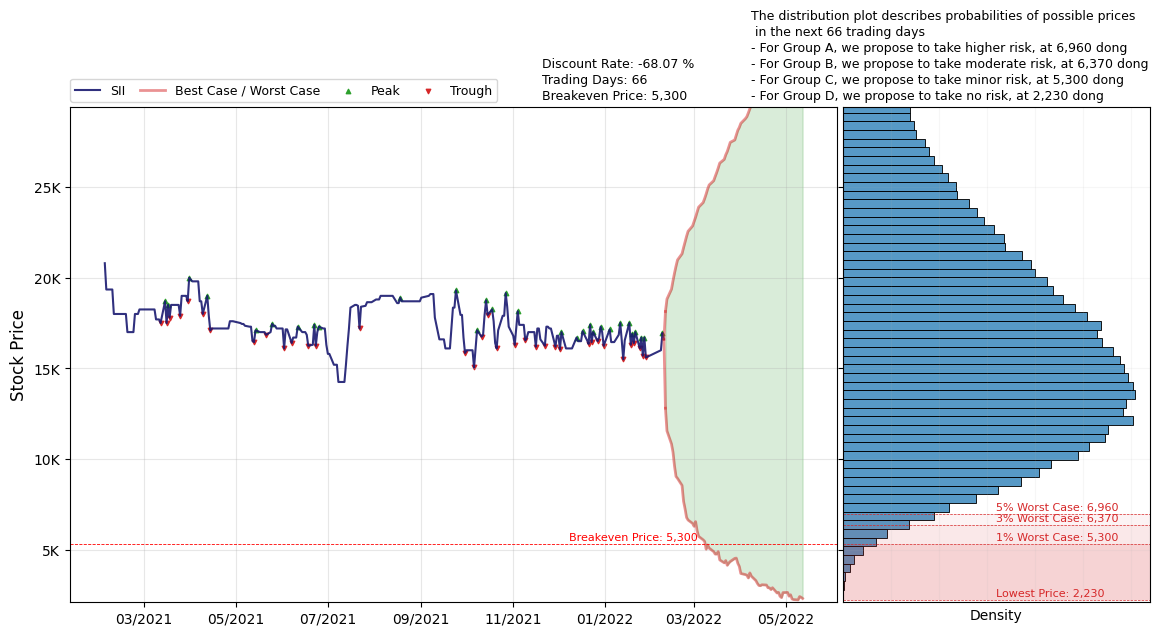 The distribution plot describes probabilities of possible prices
in the next 66 trading days
- For Group A, we propose to take higher risk, at 6,960 dong
- For Group B, we propose to take moderate risk, at 6,370 dong
- For Group C, we propose to take minor risk, at 5,300 dong
- For Group D, we propose to take no risk, at 2,230 dong
Discount Rate: -68.07 %
Trading Days: 66
Breakeven Price: 5,300
SII
Best Case / Worst Case
Peak
Trough
Stock Price
25K
20K
15K
10K
5K
Breakeven Price: 5,300
5% Worst Case: 6,960
3% Worst Case: 6,370
1% Worst Case: 5,300
Lowest Price: 2,230
03/2021
05/2021
07/2021
09/2021
11/2021
01/2022
03/2022
05/2022
Density